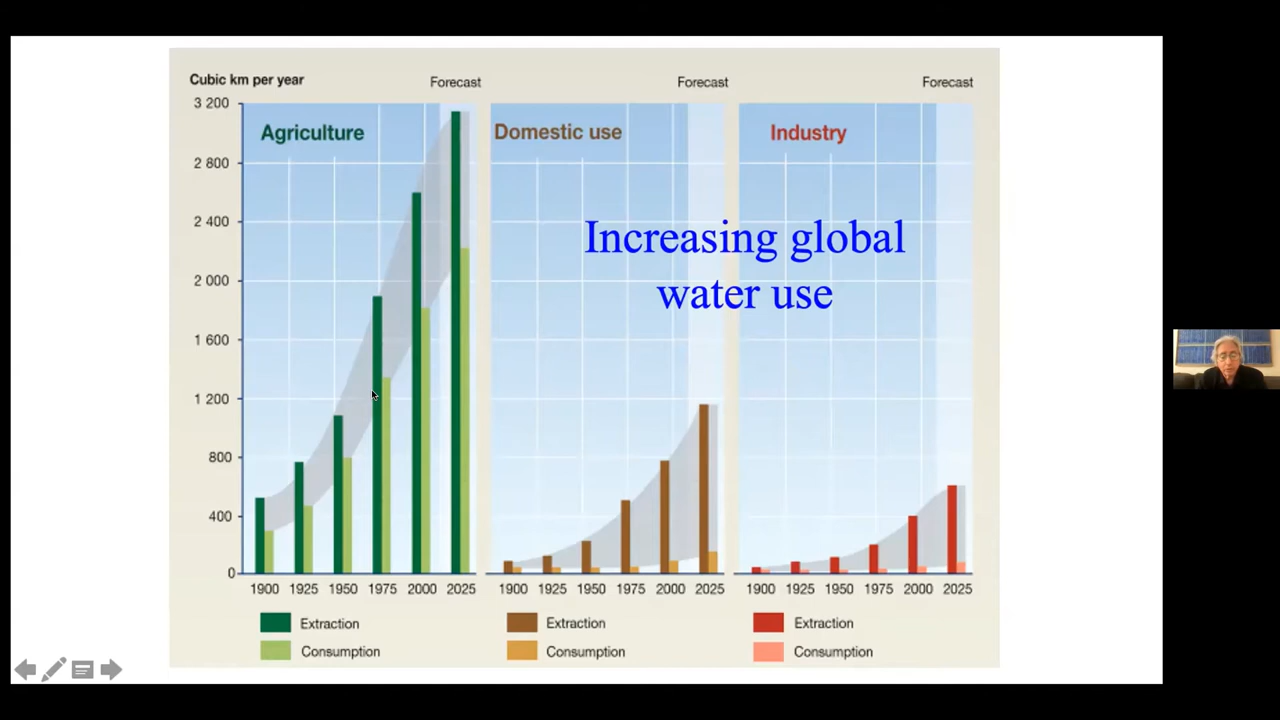 Cubic km per year
Forecast
Forecast
Forecast
3 200
2 800
2 400
2 000
1 600
1 200
800
400
0
Agriculture
Domestic use
Industry
Increasing global
water use
1900 1925 1950 1975 2000 2025
1900 1925 1950 1975 2000 2025
1900 1925 1950 1975 2000 2025
Extraction
Consumption
Extraction
Consumption
Extraction
Consumption